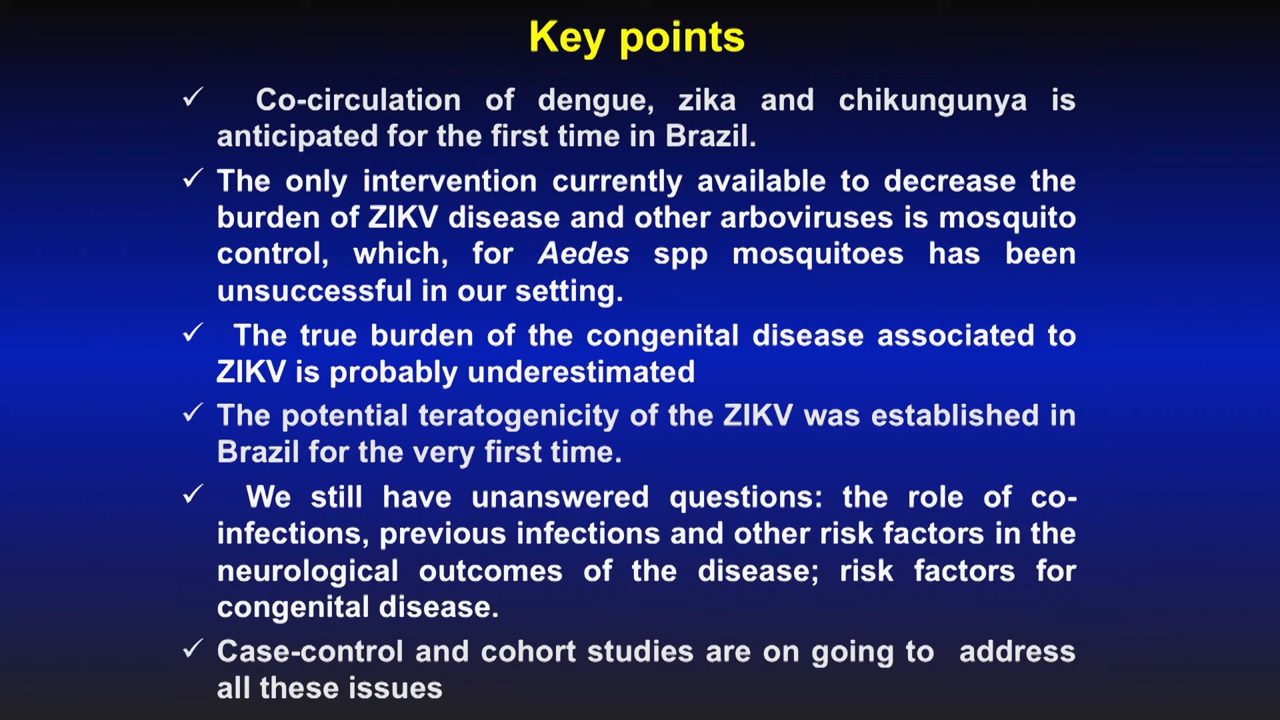 Key points
✓ Co-circulation of dengue, zika and chikungunya is
anticipated for the first time in Brazil.
✓ The only intervention currently available to decrease the
burden of ZIKV disease and other arboviruses is mosquito
control, which, for Aedes spp mosquitoes has been
unsuccessful in our setting.
✓ The true burden of the congenital disease associated to
ZIKV is probably underestimated
✓ The potential teratogenicity of the ZIKV was established in
Brazil for the very first time.
✓ We still have unanswered questions: the role of co-
infections, previous infections and other risk factors in the
neurological outcomes of the disease; risk factors for
congenital disease.
✓ Case-control and cohort studies are on going to address
all these issues